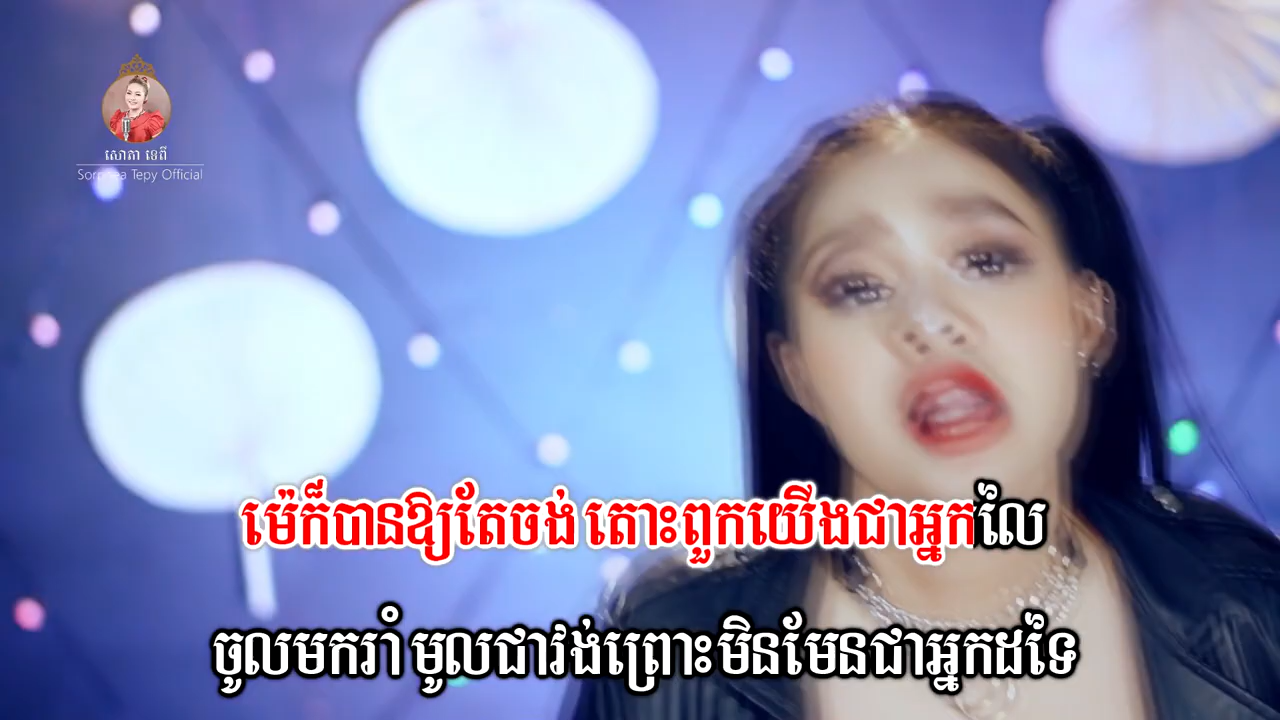 សោភា ទេពី
Sorphea Tepy Official
ម៉េក៏បានឱ្យតែចង់ តោះពួកយើងជាអ្នកលៃ
ចូលមករាំ មូលជាវង់ព្រោះមិនមែនជាអ្នកដទៃ